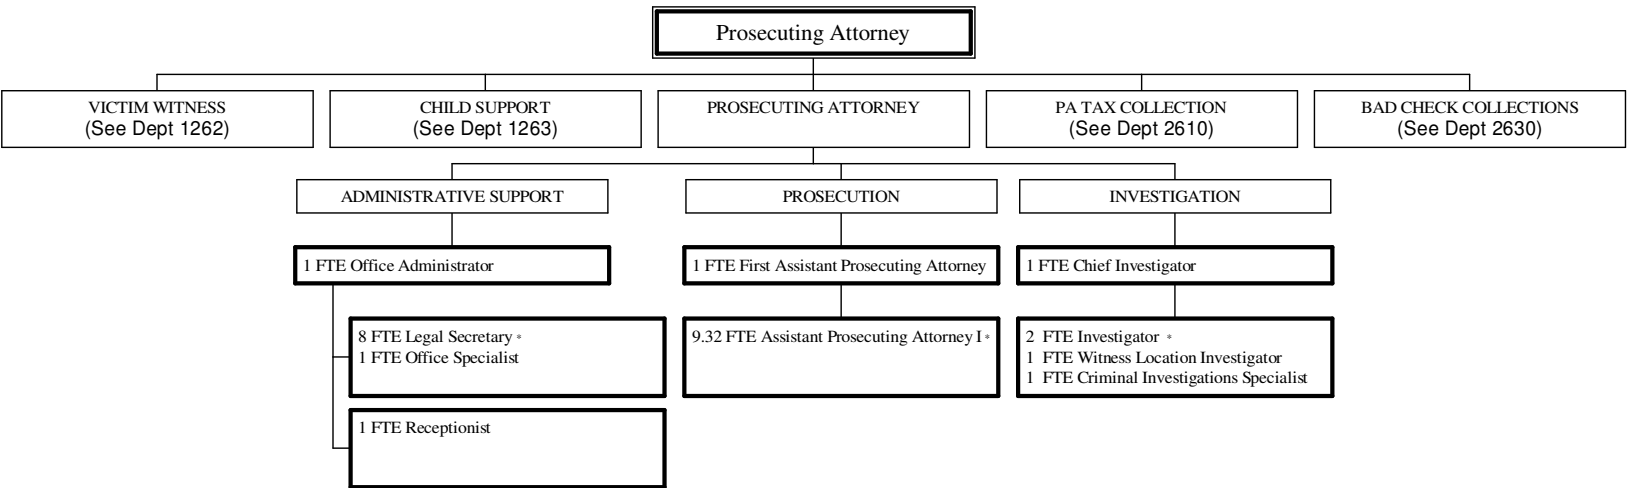 Prosecuting Attorney
VICTIM WITNESS
(See Dept 1262)
CHILD SUPPORT
(See Dept 1263)
PROSECUTING ATTORNEY
PA TAX COLLECTION
(See Dept 2610)
BAD CHECK COLLECTIONS
(See Dept 2630)
ADMINISTRATIVE SUPPORT
PROSECUTION
INVESTIGATION
1 FTE Office Administrator
1 FTE First Assistant Prosecuting Attorney
1 FTE Chief Investigator
8 FTE Legal Secretary *
1 FTE Office Specialist
9.32 FTE Assistant Prosecuting Attorney I *
2 FTE Investigator *
1 FTE Witness Location Investigator
1 FTE Criminal Investigations Specialist
1 FTE Receptionist